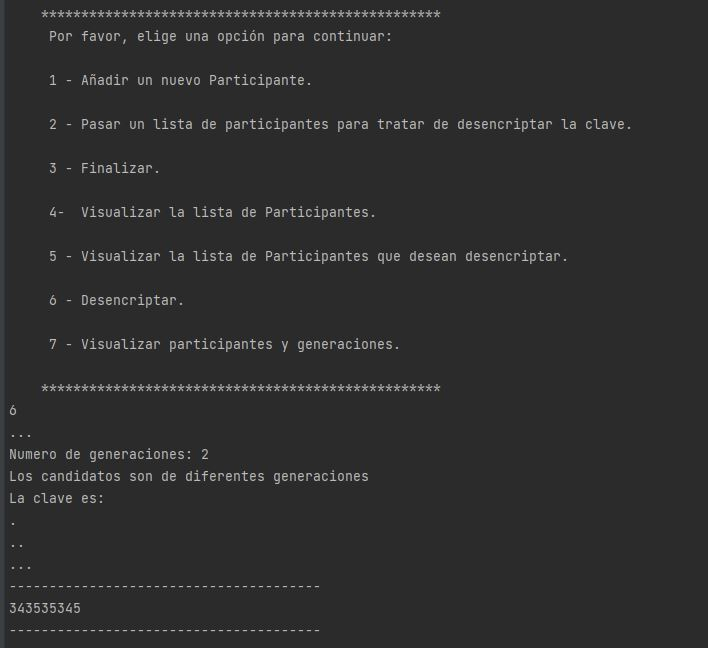 **************************************************
Por favor, elige una opción para continuar:
1 - Añadir un nuevo Participante.
2 - Pasar un lista de participantes para tratar de desencriptar la clave.
3 - Finalizar.
4-  Visualizar la lista de Participantes.
5 - Visualizar la lista de Participantes que desean desencriptar.
6 - Desencriptar.
7 - Visualizar participantes y generaciones.
**************************************************
6
...
Numero de generaciones: 2
Los candidatos son de diferentes generaciones
La clave es:
.
..
...
---------------------------------------
343535345
---------------------------------------